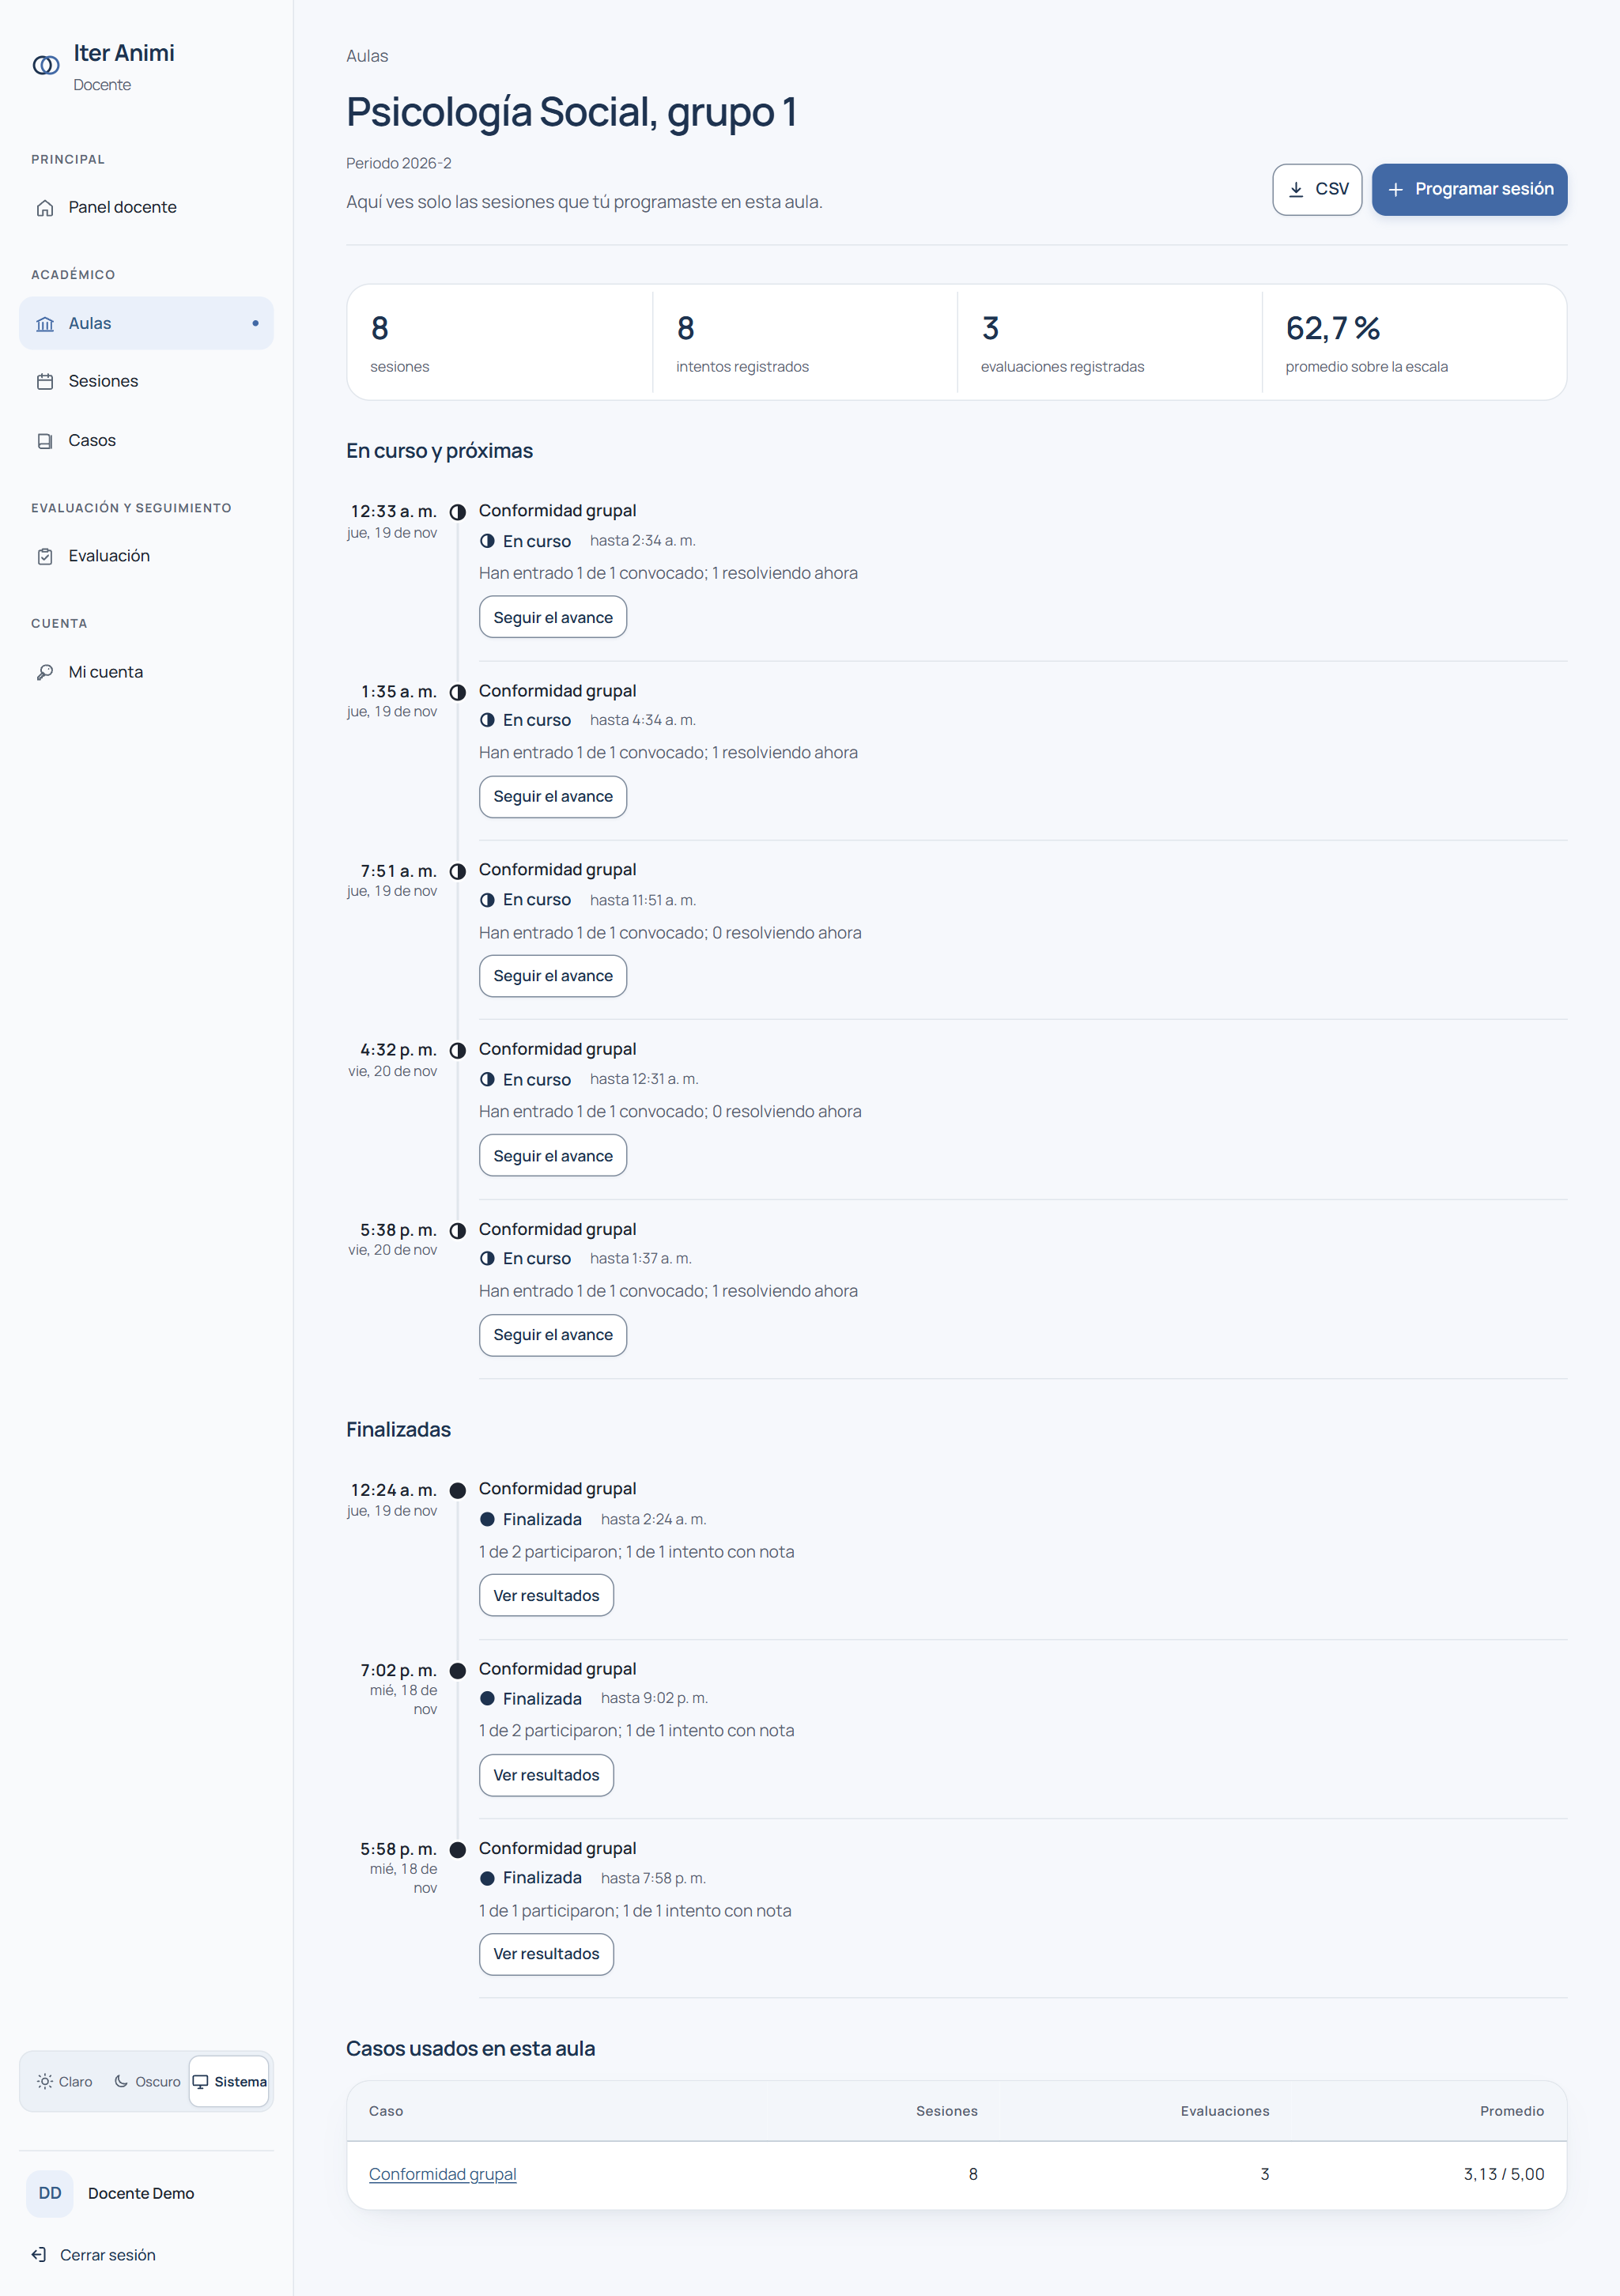 Iter Animi
Docente
PRINCIPAL
Panel docente
ACADÉMICO
Aulas
Sesiones
Casos
EVALUACIÓN Y SEGUIMIENTO
Evaluación
CUENTA
Mi cuenta
Claro
Oscuro
Sistema
DD
Docente Demo
Cerrar sesión
Aulas
Psicología Social, grupo 1
Periodo 2026-2
Aquí ves solo las sesiones que tú programaste en esta aula.
CSV
Programar sesión
8
sesiones
8
intentos registrados
3
evaluaciones registradas
62,7 %
promedio sobre la escala
En curso y próximas
12:33 a. m.
jue, 19 de nov
Conformidad grupal
En curso hasta 2:34 a. m.
Han entrado 1 de 1 convocado; 1 resolviendo ahora
Seguir el avance
1:35 a. m.
jue, 19 de nov
Conformidad grupal
En curso hasta 4:34 a. m.
Han entrado 1 de 1 convocado; 1 resolviendo ahora
Seguir el avance
7:51 a. m.
jue, 19 de nov
Conformidad grupal
En curso hasta 11:51 a. m.
Han entrado 1 de 1 convocado; 0 resolviendo ahora
Seguir el avance
4:32 p. m.
vie, 20 de nov
Conformidad grupal
En curso hasta 12:31 a. m.
Han entrado 1 de 1 convocado; 0 resolviendo ahora
Seguir el avance
5:38 p. m.
vie, 20 de nov
Conformidad grupal
En curso hasta 1:37 a. m.
Han entrado 1 de 1 convocado; 1 resolviendo ahora
Seguir el avance
Finalizadas
12:24 a. m.
jue, 19 de nov
Conformidad grupal
Finalizada hasta 2:24 a. m.
1 de 2 participaron; 1 de 1 intento con nota
Ver resultados
7:02 p. m.
mié, 18 de
nov
Conformidad grupal
Finalizada hasta 9:02 p. m.
1 de 2 participaron; 1 de 1 intento con nota
Ver resultados
5:58 p. m.
mié, 18 de
nov
Conformidad grupal
Finalizada hasta 7:58 p. m.
1 de 1 participaron; 1 de 1 intento con nota
Ver resultados
Casos usados en esta aula
Caso Sesiones Evaluaciones Promedio
Conformidad grupal 8 3 3,13 / 5,00